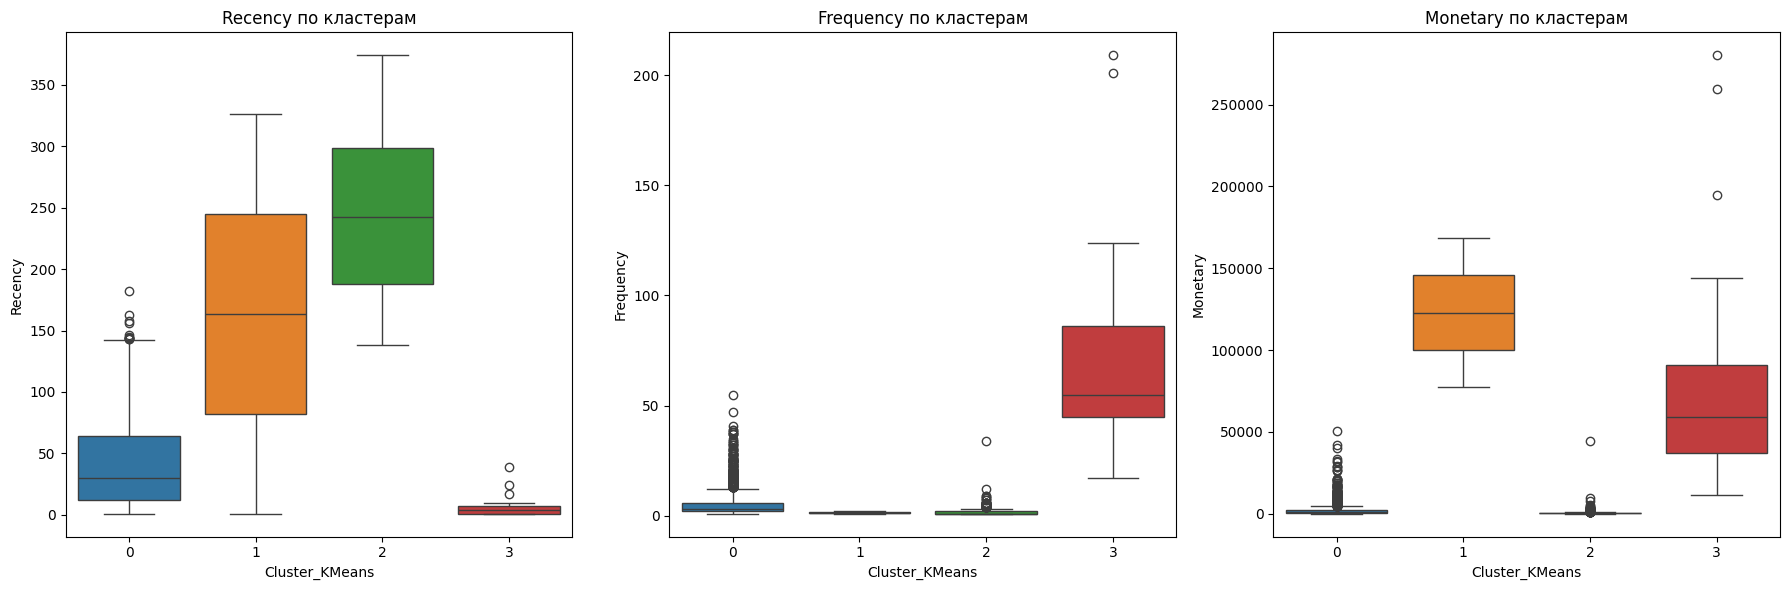 Recency по кластерам
Recency
350
300
250
200
150
100
50
0
0 1 2 3
Cluster_KMeans
Frequency по кластерам
Frequency
200
150
100
50
0
0 1 2 3
Cluster_KMeans
Monetary по кластерам
Monetary
250000
200000
150000
100000
50000
0
0 1 2 3
Cluster_KMeans